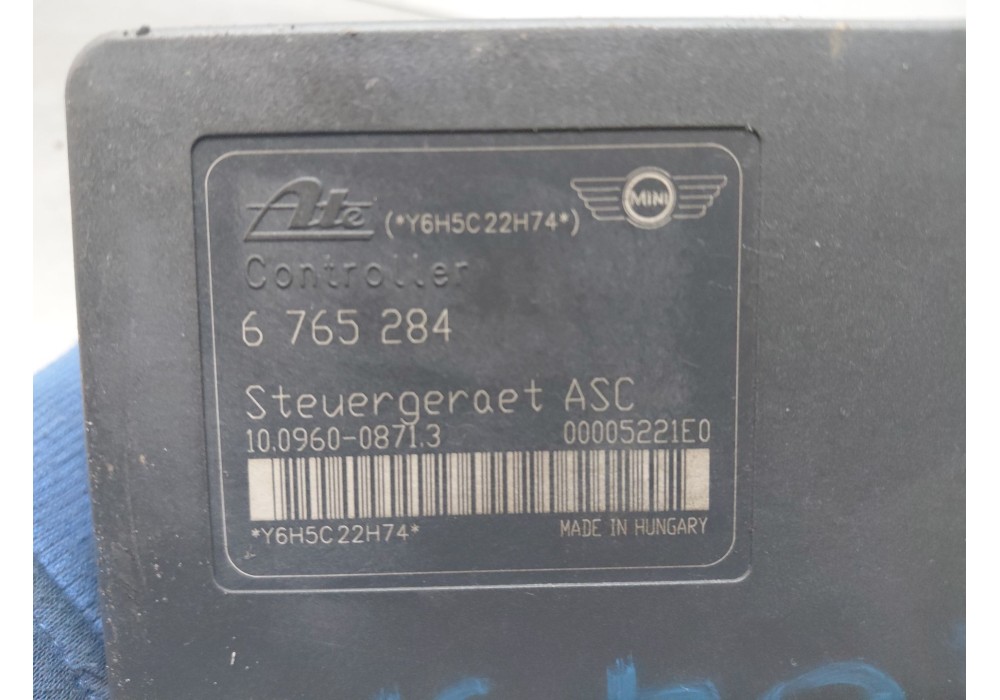 Ate (*Y6H5C22H74*) MINI
Controller
6 765 284
Steuergeraet ASC
10.0960-0871.3 00005221E0
*Y6H5C22H74* MADE IN HUNGARY